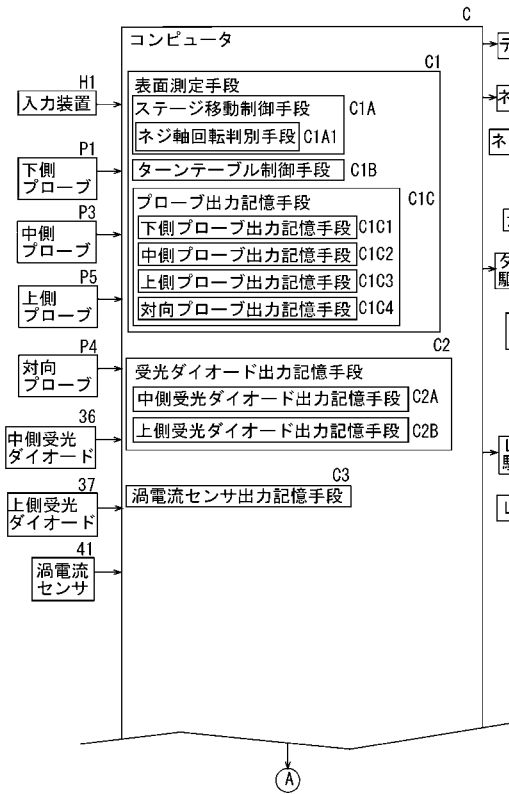 C
コンピュータ
C1
表面測定手段
ステージ移動制御手段 C1A
ネジ軸回転判別手段 C1A1
ターンテーブル制御手段 C1B
プローブ出力記憶手段 C1C
下側プローブ出力記憶手段 C1C1
中側プローブ出力記憶手段 C1C2
上側プローブ出力記憶手段 C1C3
対向プローブ出力記憶手段 C1C4
C2
受光ダイオード出力記憶手段
中側受光ダイオード出力記憶手段 C2A
上側受光ダイオード出力記憶手段 C2B
C3
渦電流センサ出力記憶手段
H1
入力装置
P1
下側
プローブ
P3
中側
プローブ
P5
上側
プローブ
P4
対向
プローブ
36
中側受光
ダイオード
37
上側受光
ダイオード
41
渦電流
センサ
ネ
ネ
駆
A